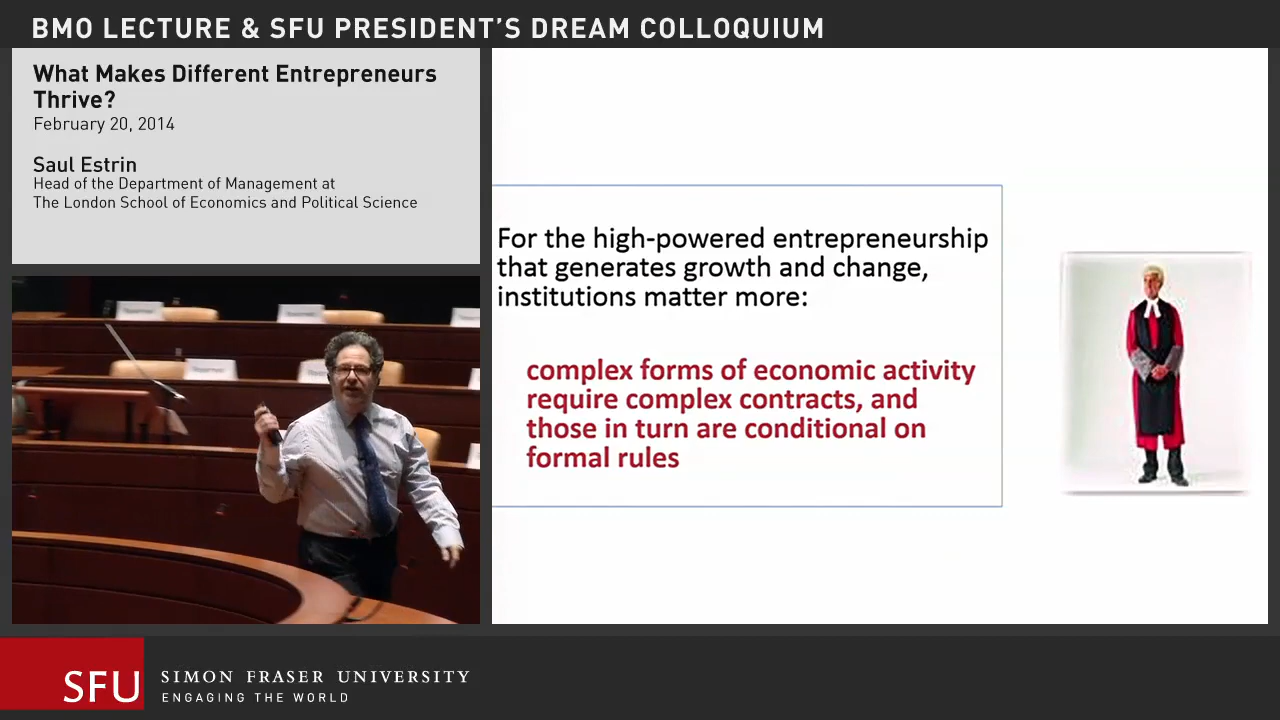 BMO LECTURE & SFU PRESIDENT'S DREAM COLLOQUIUM
What Makes Different Entrepreneurs
Thrive?
February 20, 2014
Saul Estrin
Head of the Department of Management at
The London School of Economics and Political Science
For the high-powered entrepreneurship
that generates growth and change,
institutions matter more:
complex forms of economic activity
require complex contracts, and
those in turn are conditional on
formal rules
SFU
SIMON FRASER UNIVERSITY
ENGAGING THE WORLD